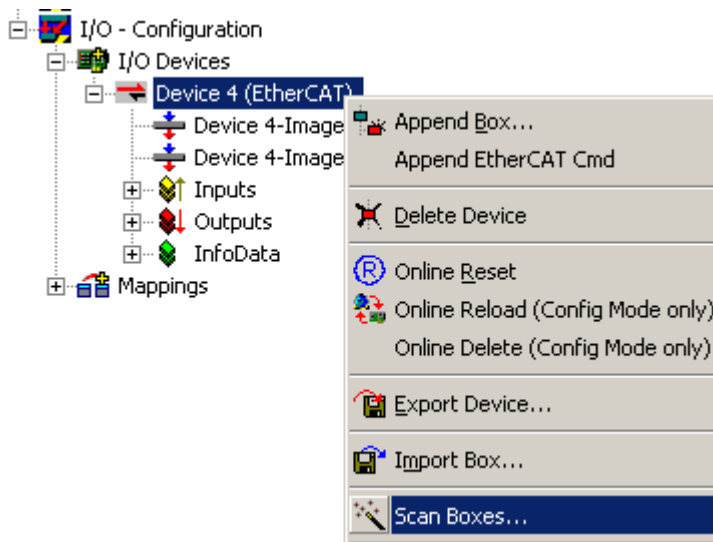 I/O - Configuration
I/O Devices
Device 4 (EtherCAT)
Device 4-Image
Device 4-Image
Inputs
Outputs
InfoData
Mappings
Append Box...
Append EtherCAT Cmd
Delete Device
Online Reset
Online Reload (Config Mode only)
Online Delete (Config Mode only)
Export Device...
Import Box...
Scan Boxes...